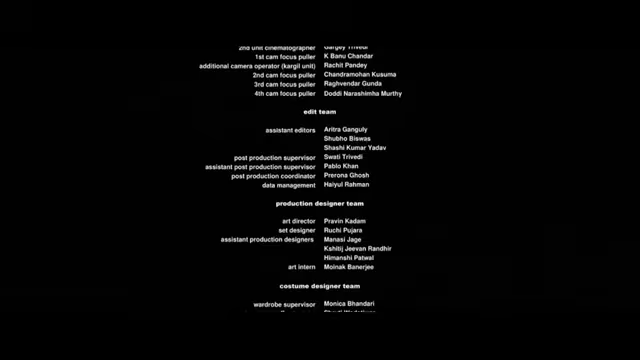 2nd unit cinematographer Gargey Trivedi
1st cam focus puller K Banu Chandar
additional camera operator (kargil unit) Rachit Pandey
2nd cam focus puller Chandramohan Kusuma
3rd cam focus puller Raghvendar Gunda
4th cam focus puller Doddi Narashimha Murthy
edit team
assistant editors Aritra Ganguly
Shubho Biswas
Shashi Kumar Yadav
post production supervisor Swati Trivedi
assistant post production supervisor Pablo Khan
post production coordinator Prerona Ghosh
data management Haiyul Rahman
production designer team
art director Pravin Kadam
set designer Ruchi Pujara
assistant production designers Manasi Jage
Kshitij Jeevan Randhir
Himanshi Patwal
art intern Moinak Banerjee
costume designer team
wardrobe supervisor Monica Bhandari